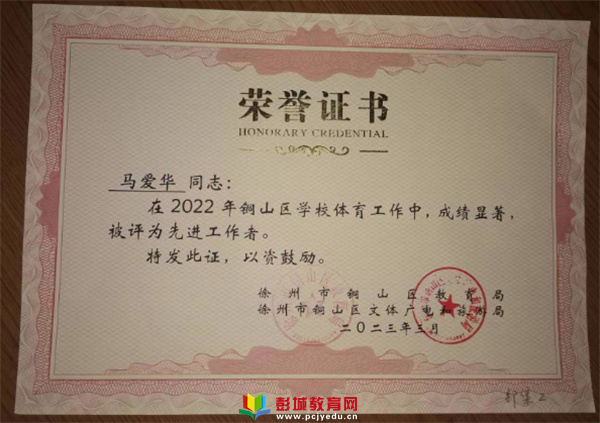 荣誉证书
HONORARY CREDENTIAL
马爱华 同志：
在2022年铜山区学校体育工作中，成绩显著，
被评为先进工作者。
特发此证，以资鼓励。
徐州市铜山区教育局
徐州市铜山区文体广电和旅游局
二〇二三年三月
彭城教育网
www.pcjyedu.cn